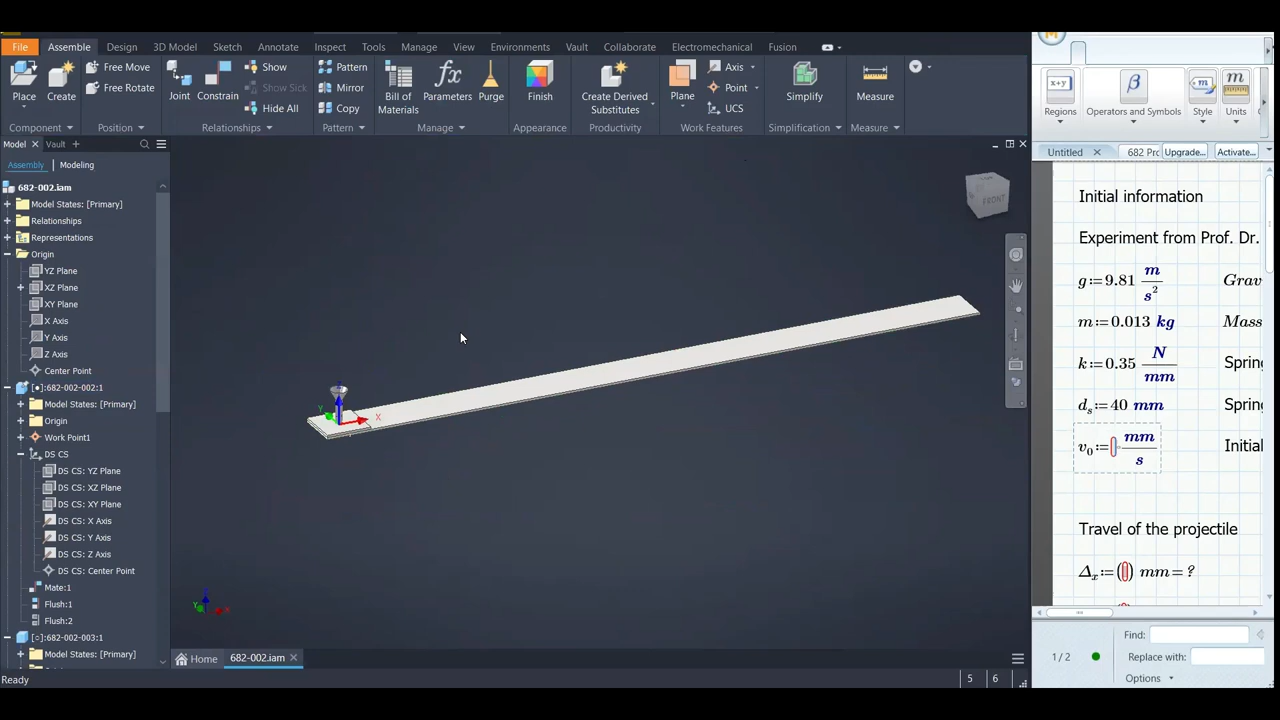 File Assemble Design 3D Model Sketch Annotate Inspect Tools Manage View Environments Vault Collaborate Electromechanical Fusion
Place Create Free Move Free Rotate Joint Constrain Show Show Sick Hide All Pattern Mirror Copy Bill of Materials Parameters Purge Finish Create Derived Substitutes Plane Axis Point UCS Simplify Measure
Component Position Relationships Pattern Manage Appearance Productivity Work Features Simplification Measure
Model Vault
Assembly Modeling
682-002.iam
Model States: [Primary]
Relationships
Representations
Origin
YZ Plane
XZ Plane
XY Plane
X Axis
Y Axis
Z Axis
Center Point
[•]:682-002-002:1
Model States: [Primary]
Origin
Work Point1
DS CS
DS CS: YZ Plane
DS CS: XZ Plane
DS CS: XY Plane
DS CS: X Axis
DS CS: Y Axis
DS CS: Z Axis
DS CS: Center Point
Mate:1
Flush:1
Flush:2
[○]:682-002-003:1
Model States: [Primary]
FRONT
X
Y
Home 682-002.iam
Ready
5 6
x+y β m
Regions Operators and Symbols Style Units
Untitled 682 Pro Upgrade... Activate...
Initial information
Experiment from Prof. Dr.
g:=9.81 m/s² Grav
m:=0.013 kg Mass
k:=0.35 N/mm Spring
dₛ:=40 mm Spring
v₀:= mm/s Initial
Travel of the projectile
Δₓ:=() mm=?
1 / 2
Find:
Replace with:
Options